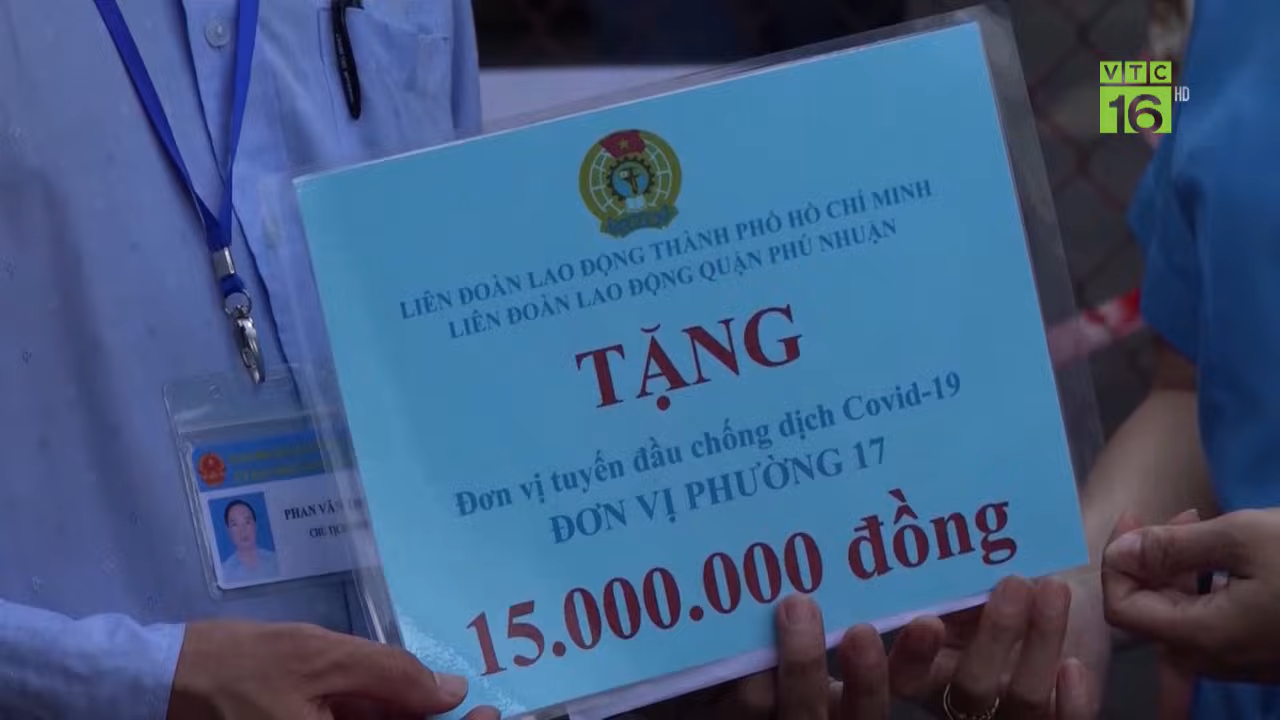 VTC
16 HD
LIÊN ĐOÀN LAO ĐỘNG THÀNH PHỐ HỒ CHÍ MINH
LIÊN ĐOÀN LAO ĐỘNG QUẬN PHÚ NHUẬN
TẶNG
Đơn vị tuyến đầu chống dịch Covid-19
ĐƠN VỊ PHƯỜNG 17
15.000.000 đồng
PHAN VĂN
CHỦ TỊCH